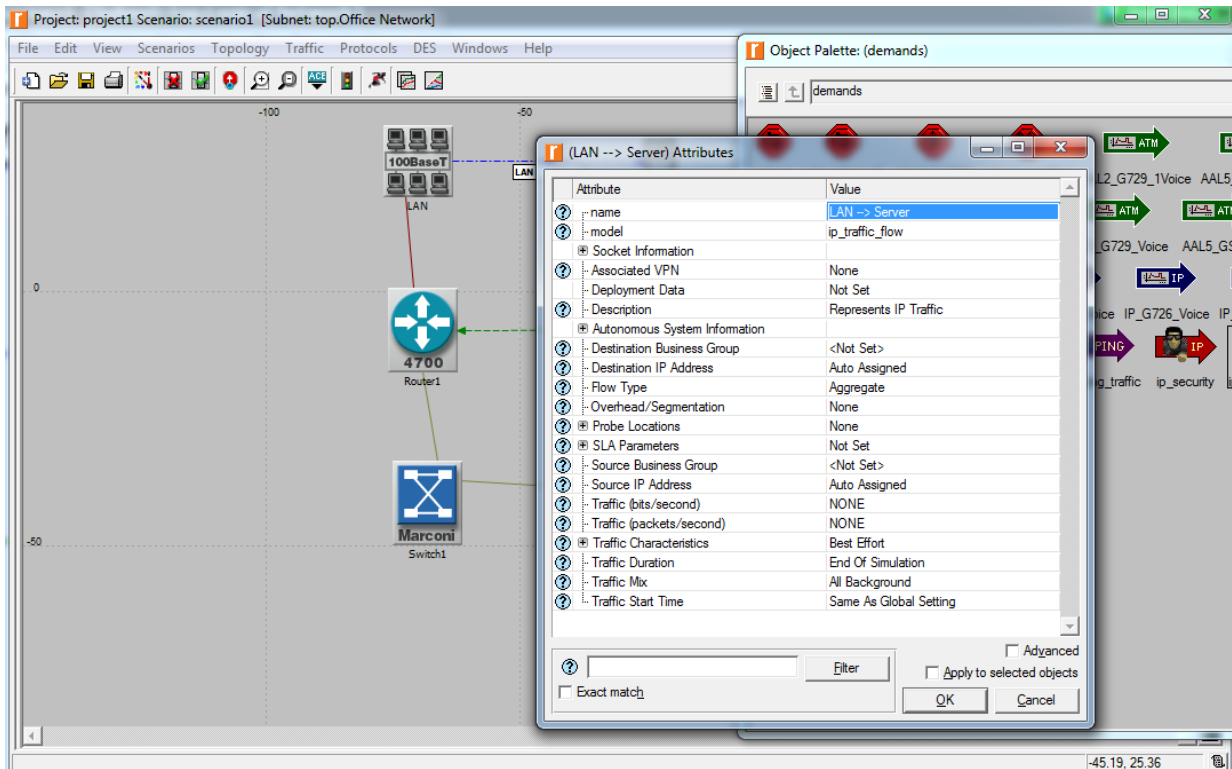 Project: project1 Scenario: scenario1 [Subnet: top.Office Network]
File Edit View Scenarios Topology Traffic Protocols DES Windows Help
ACE
-100 -50
0
-50
100BaseT
LAN
LAN
4700
Router1
Marconi
Switch1
Object Palette: (demands)
demands
ATM
L2_G729_1Voice AAL5_
ATM ATM
_G729_Voice AAL5_GS
IP
oice IP_G726_Voice IP_
PING IP
g_traffic ip_security
(LAN --> Server) Attributes
Attribute Value
name LAN --> Server
model ip_traffic_flow
Socket Information
Associated VPN None
Deployment Data Not Set
Description Represents IP Traffic
Autonomous System Information
Destination Business Group <Not Set>
Destination IP Address Auto Assigned
Flow Type Aggregate
Overhead/Segmentation None
Probe Locations None
SLA Parameters Not Set
Source Business Group <Not Set>
Source IP Address Auto Assigned
Traffic (bits/second) NONE
Traffic (packets/second) NONE
Traffic Characteristics Best Effort
Traffic Duration End Of Simulation
Traffic Mix All Background
Traffic Start Time Same As Global Setting
Advanced
Filter
Apply to selected objects
Exact match
OK Cancel
-45.19, 25.36